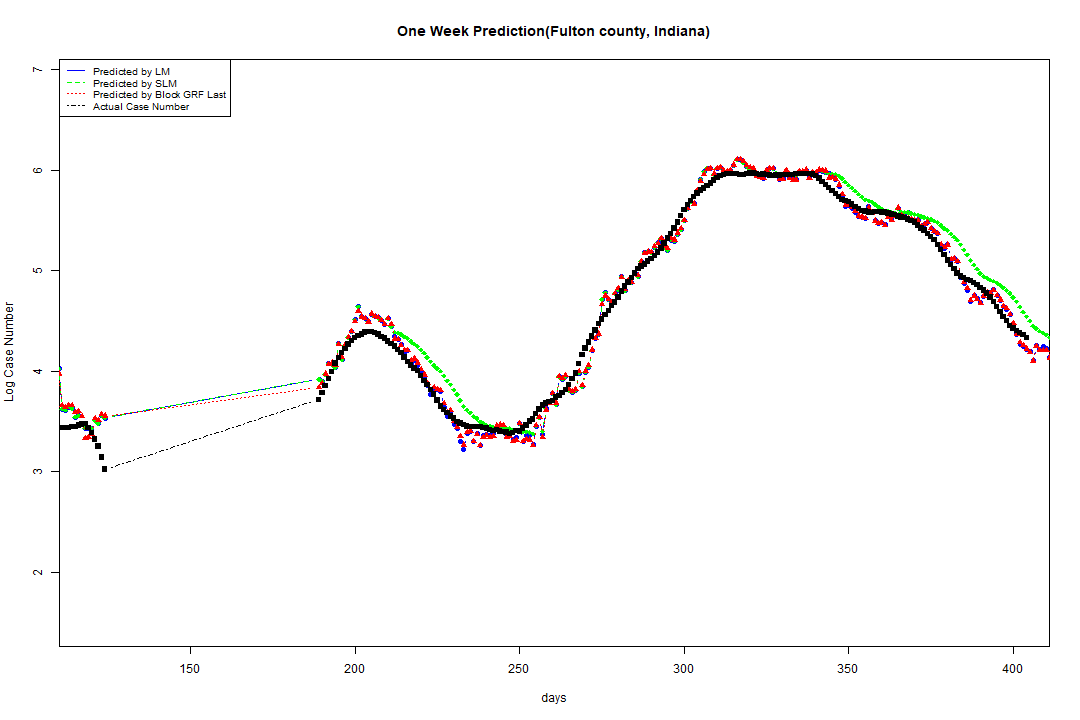 One Week Prediction(Fulton county, Indiana)
Predicted by LM
Predicted by SLM
Predicted by Block GRF Last
Actual Case Number
Log Case Number
7
6
5
4
3
2
150 200 250 300 350 400
days